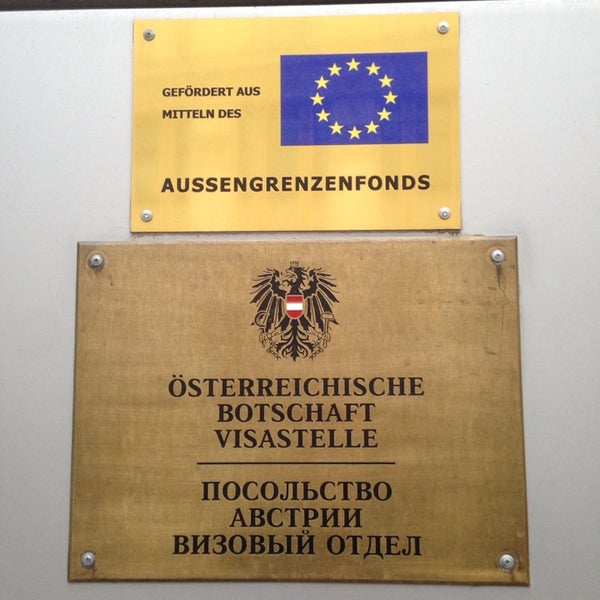 GEFÖRDERT AUS
MITTELN DES
AUSSENGRENZENFONDS
ÖSTERREICHISCHE
BOTSCHAFT
VISASTELLE
ПОСОЛЬСТВО
АВСТРИИ
ВИЗОВЫЙ ОТДЕЛ